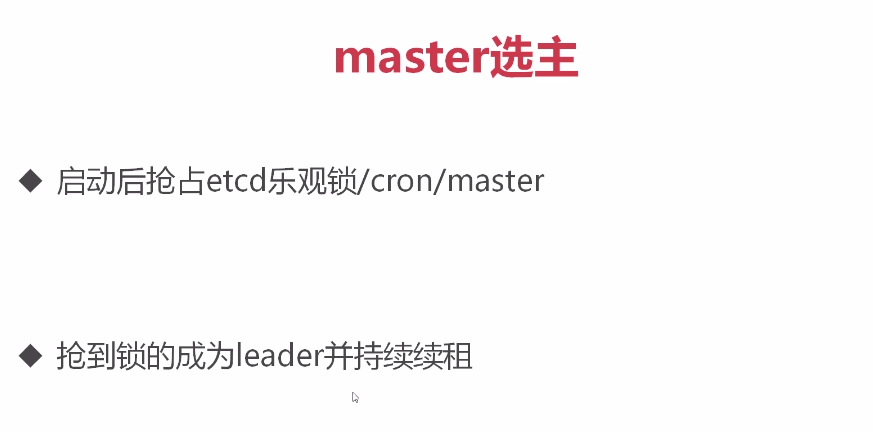 master选主
◆ 启动后抢占etcd乐观锁/cron/master
◆ 抢到锁的成为leader并持续续租